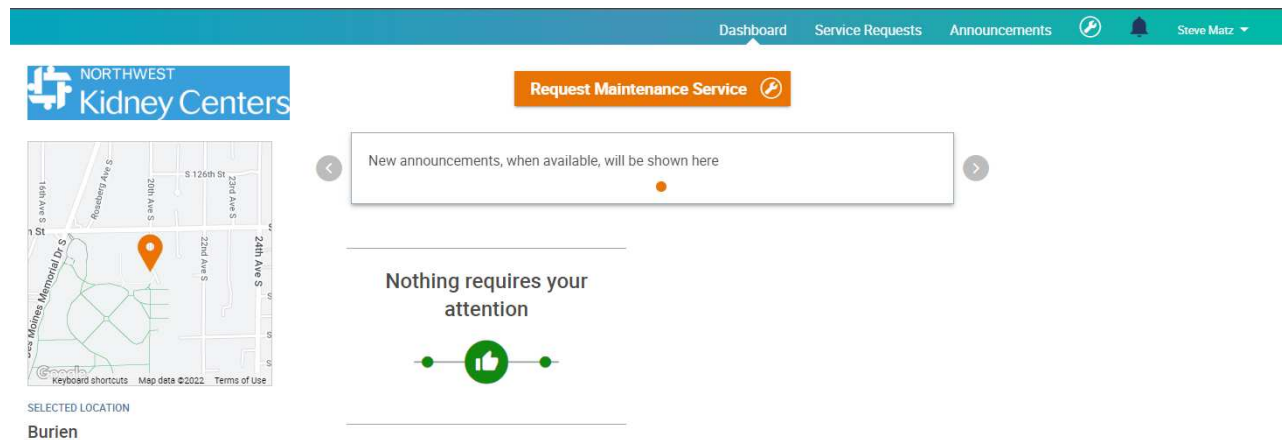 Dashboard
Service Requests
Announcements
Steve Matz
NORTHWEST
Kidney Centers
Request Maintenance Service
New announcements, when available, will be shown here
16th Ave S
Roseberg Ave S
20th Ave S
S 126th St
23rd Ave S
St
Moines Memorial Dr S
22nd Ave S
24th Ave S
S
S
S
Google
Keyboard shortcuts Map data ©2022 Terms of Use
Nothing requires your
attention
SELECTED LOCATION
Burien